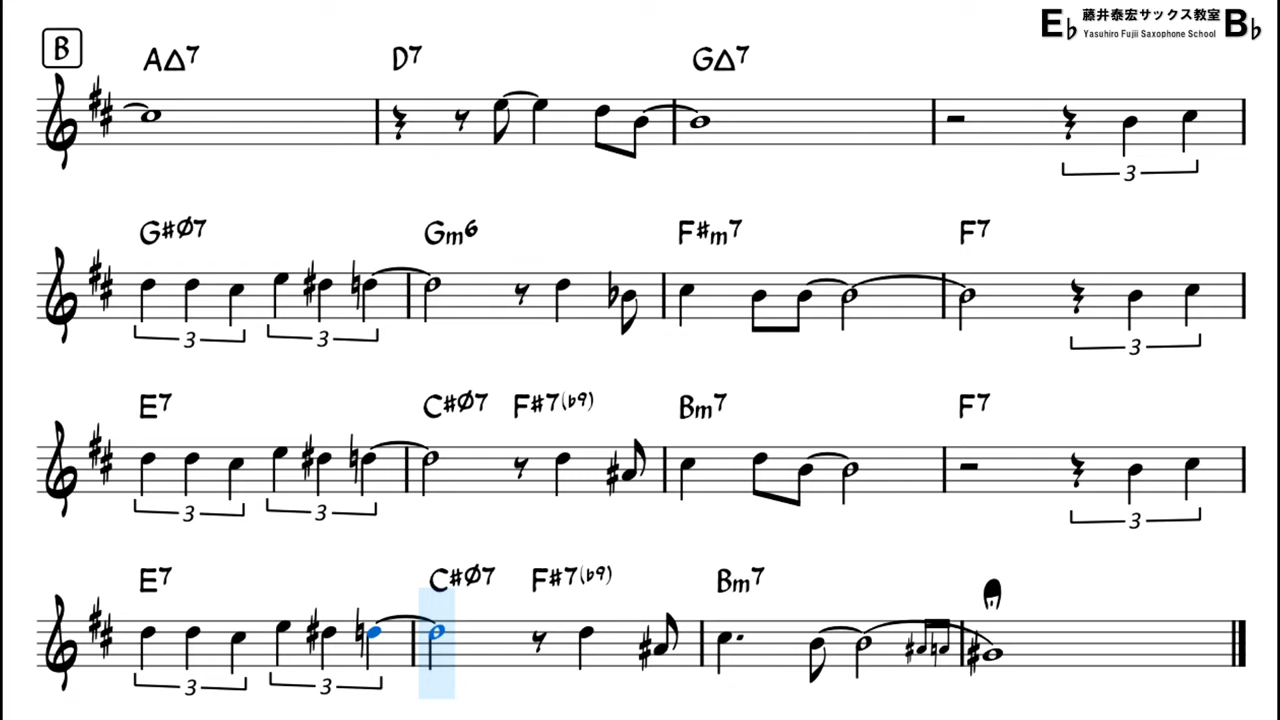 E♭ 藤井泰宏サックス教室 B♭
Yasuhiro Fujii Saxophone School
B
A△7 D7 G△7
3
G#Ø7 Gm6 F#m7 F7
3 3 3
E7 C#Ø7 F#7(♭9) Bm7 F7
3 3 3
E7 C#Ø7 F#7(♭9) Bm7
3 3